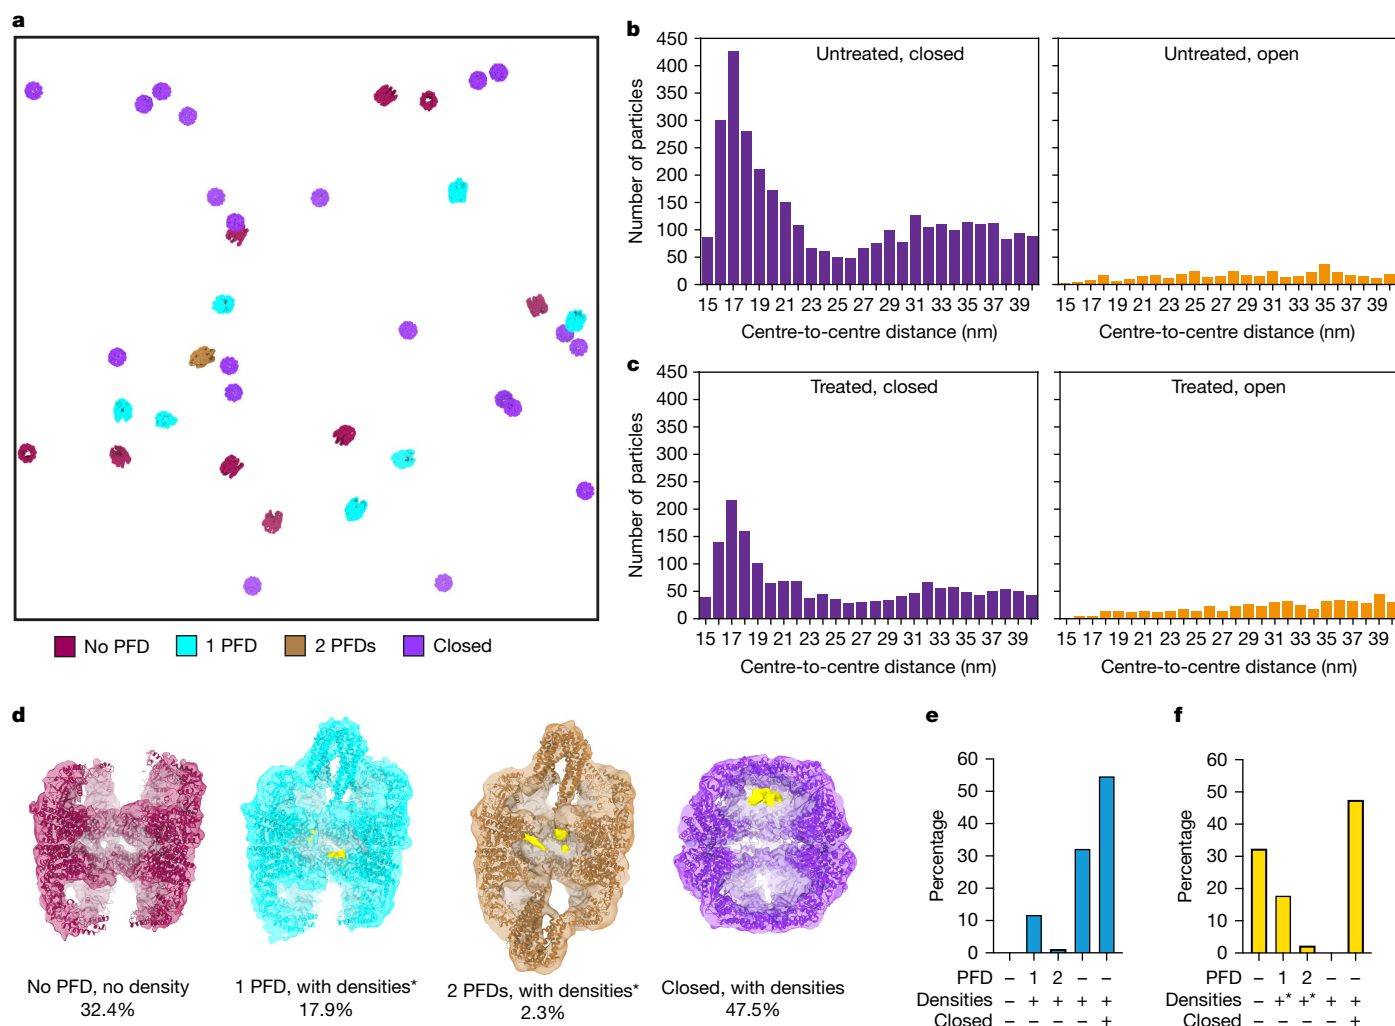 a
No PFD 1 PFD 2 PFDs Closed
b
Untreated, closed
Number of particles
450
400
350
300
250
200
150
100
50
0
15 17 19 21 23 25 27 29 31 33 35 37 39
Centre-to-centre distance (nm)
Untreated, open
15 17 19 21 23 25 27 29 31 33 35 37 39
Centre-to-centre distance (nm)
c
Treated, closed
Number of particles
450
400
350
300
250
200
150
100
50
0
15 17 19 21 23 25 27 29 31 33 35 37 39
Centre-to-centre distance (nm)
Treated, open
15 17 19 21 23 25 27 29 31 33 35 37 39
Centre-to-centre distance (nm)
d
No PFD, no density
32.4%
1 PFD, with densities*
17.9%
2 PFDs, with densities*
2.3%
Closed, with densities
47.5%
e
Percentage
60
50
40
30
20
10
0
PFD – 1 2 – –
Densities – + + + +
Closed – – – – +
f
Percentage
60
50
40
30
20
10
0
PFD – 1 2 – –
Densities – +* +* + +
Closed – – – – +